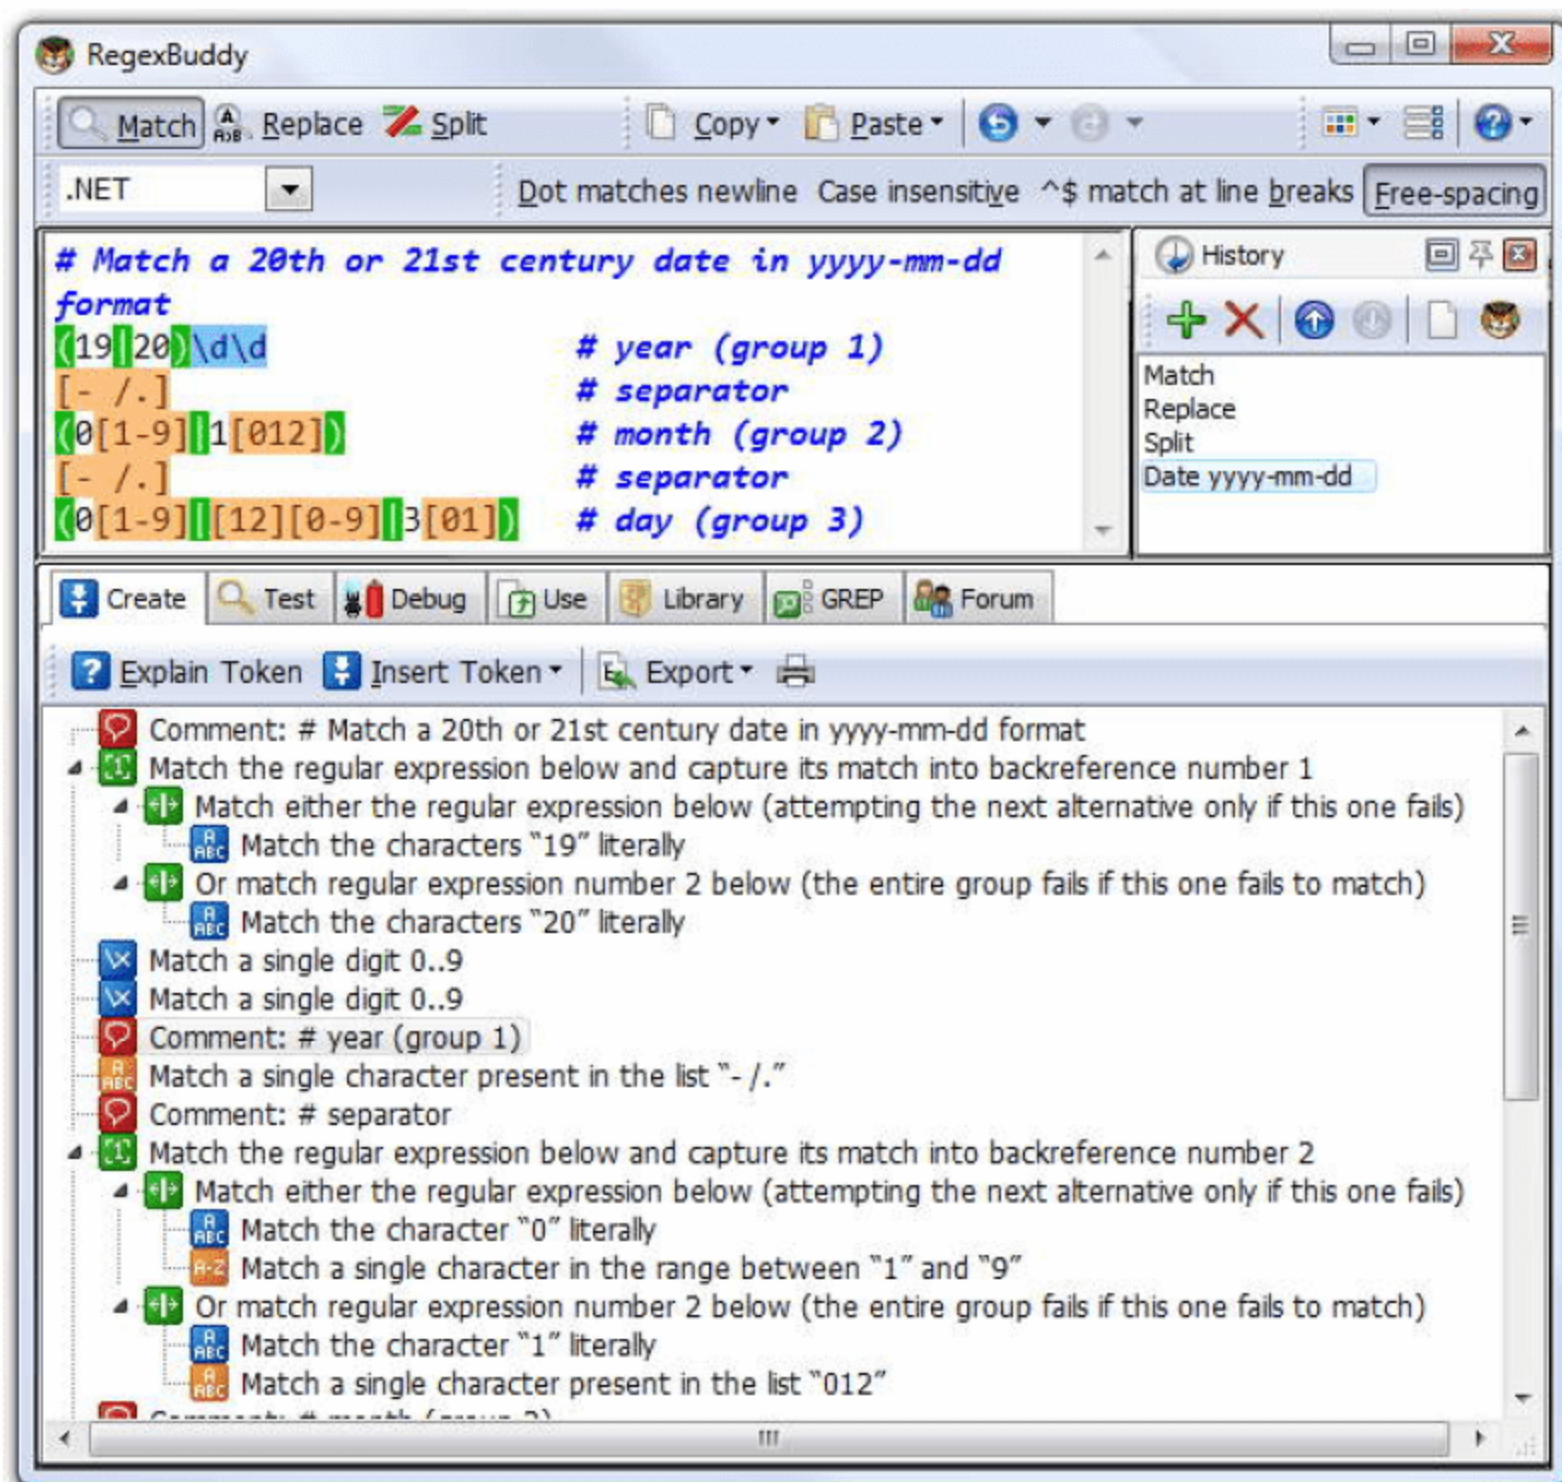 RegexBuddy
Match Replace Split Copy Paste
.NET Dot matches newline Case insensitive ^$ match at line breaks Free-spacing
# Match a 20th or 21st century date in yyyy-mm-dd
format
(19|20)\d\d # year (group 1)
[- /.] # separator
(0[1-9]|1[012]) # month (group 2)
[- /.] # separator
(0[1-9]|[12][0-9]|3[01]) # day (group 3)
History
Match
Replace
Split
Date yyyy-mm-dd
Create Test Debug Use Library GREP Forum
Explain Token Insert Token Export
Comment: # Match a 20th or 21st century date in yyyy-mm-dd format
Match the regular expression below and capture its match into backreference number 1
Match either the regular expression below (attempting the next alternative only if this one fails)
Match the characters “19” literally
Or match regular expression number 2 below (the entire group fails if this one fails to match)
Match the characters “20” literally
Match a single digit 0..9
Match a single digit 0..9
Comment: # year (group 1)
Match a single character present in the list “- /.”
Comment: # separator
Match the regular expression below and capture its match into backreference number 2
Match either the regular expression below (attempting the next alternative only if this one fails)
Match the character “0” literally
Match a single character in the range between “1” and “9”
Or match regular expression number 2 below (the entire group fails if this one fails to match)
Match the character “1” literally
Match a single character present in the list “012”
Comment: # month (group 2)